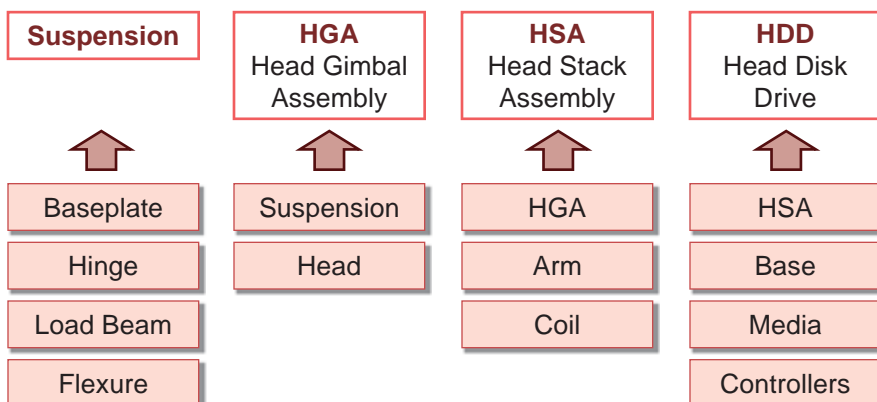 Suspension
HGA
Head Gimbal
Assembly
HSA
Head Stack
Assembly
HDD
Head Disk
Drive
Baseplate
Hinge
Load Beam
Flexure
Suspension
Head
HGA
Arm
Coil
HSA
Base
Media
Controllers